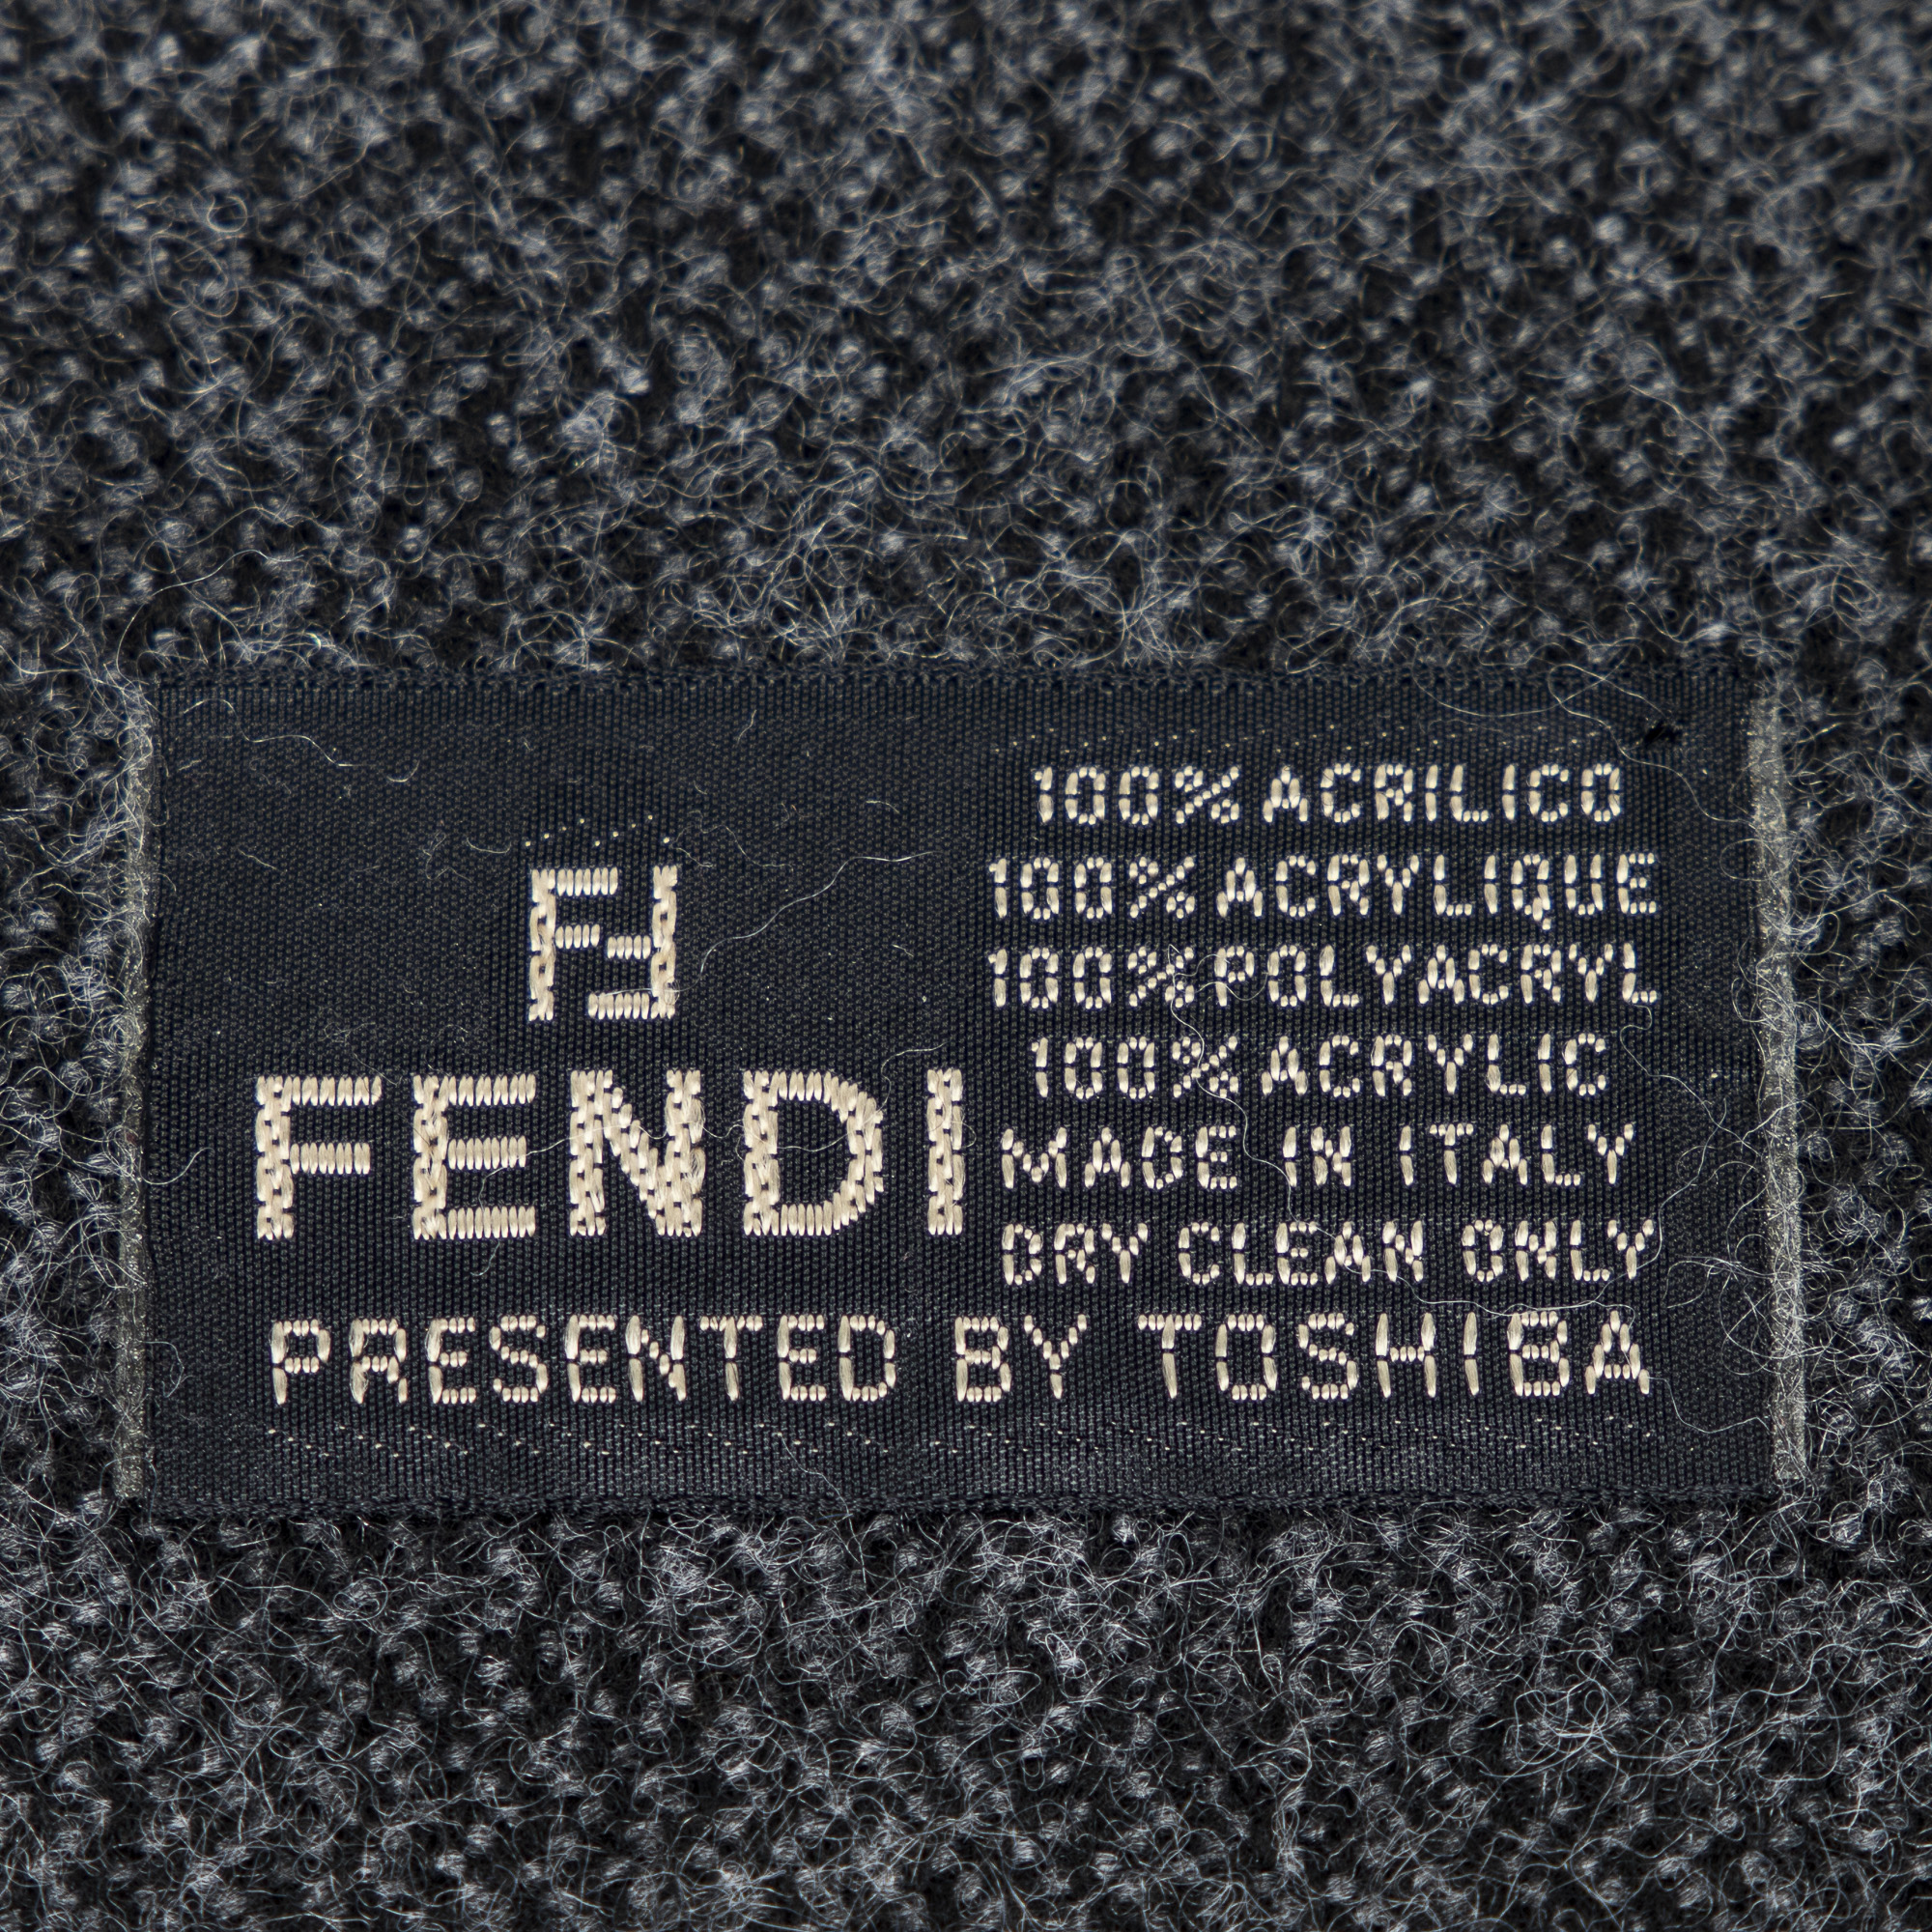 FF
FENDI
100% ACRILICO
100% ACRYLIQUE
100% POLYACRYL
100% ACRYLIC
MADE IN ITALY
DRY CLEAN ONLY
PRESENTED BY TOSHIBA